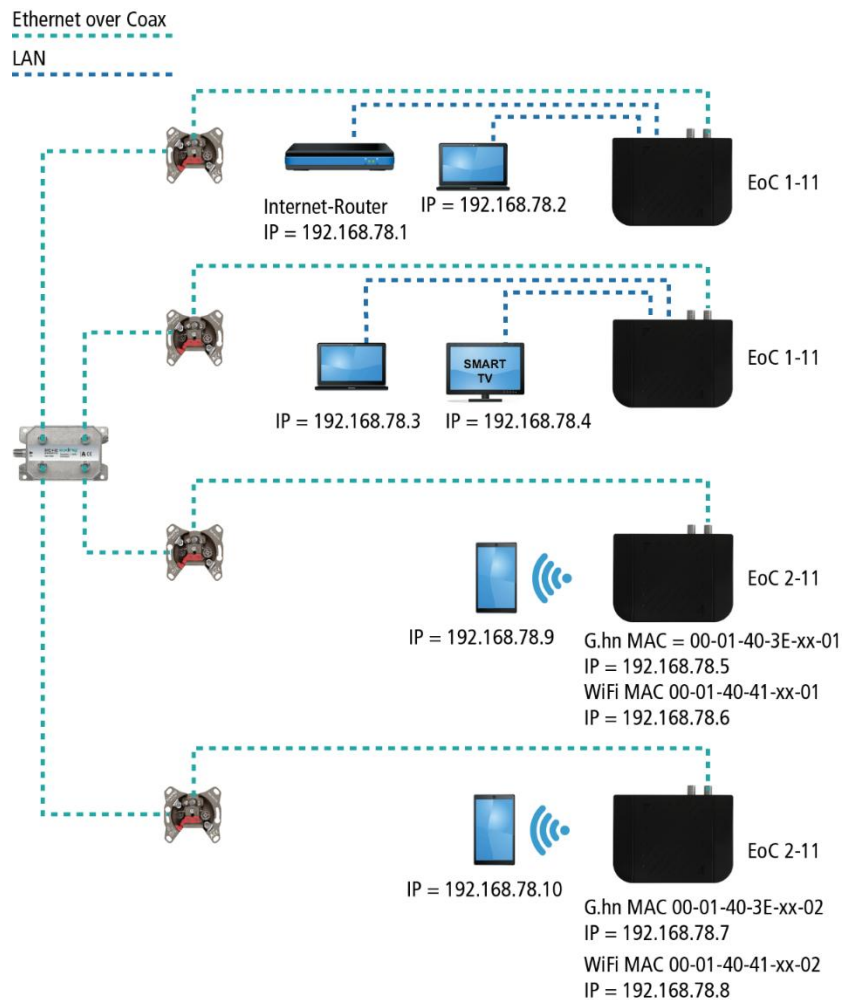 Ethernet over Coax
LAN
EoC 1-11
Internet-Router
IP = 192.168.78.1
IP = 192.168.78.2
EoC 1-11
SMART
TV
IP = 192.168.78.3
IP = 192.168.78.4
EoC 2-11
IP = 192.168.78.9
G.hn MAC = 00-01-40-3E-xx-01
IP = 192.168.78.5
WiFi MAC 00-01-40-41-xx-01
IP = 192.168.78.6
EoC 2-11
IP = 192.168.78.10
G.hn MAC 00-01-40-3E-xx-02
IP = 192.168.78.7
WiFi MAC 00-01-40-41-xx-02
IP = 192.168.78.8